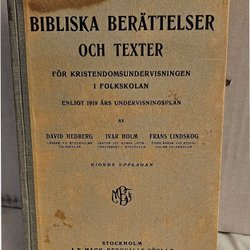 BIBLISKA BERÄTTELSER
OCH TEXTER
FÖR KRISTENDOMSUNDERVISNINGEN
I FOLKSKOLAN
ENLIGT 1919 ÅRS UNDERVISNINGSPLAN
AV
DAVID HEDBERG IVAR HOLM FRANS LINDSKOG
NIONDE UPPLAGAN
STOCKHOLM